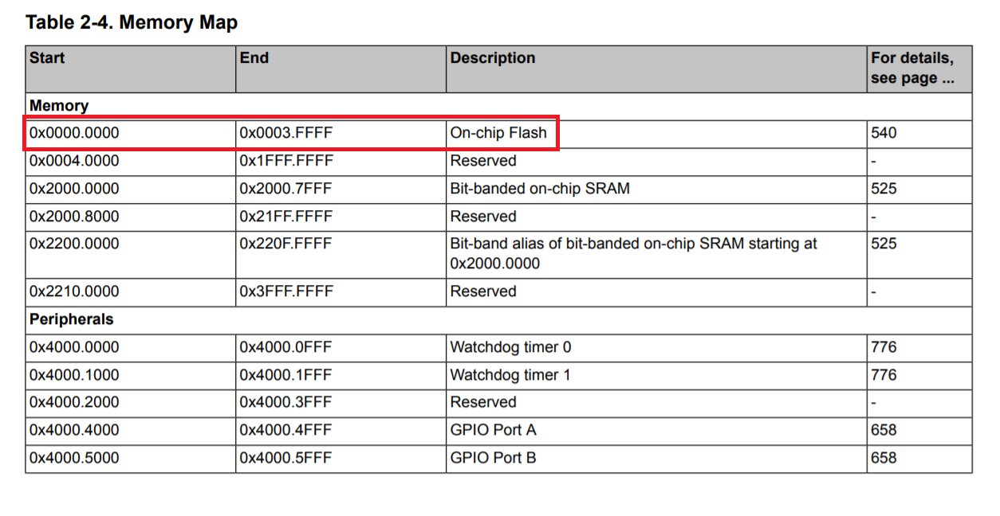 Table 2-4. Memory Map
Start End Description For details,
see page ...
Memory
0x0000.0000 0x0003.FFFF On-chip Flash 540
0x0004.0000 0x1FFF.FFFF Reserved -
0x2000.0000 0x2000.7FFF Bit-banded on-chip SRAM 525
0x2000.8000 0x21FF.FFFF Reserved -
0x2200.0000 0x220F.FFFF Bit-band alias of bit-banded on-chip SRAM starting at 525
0x2000.0000
0x2210.0000 0x3FFF.FFFF Reserved -
Peripherals
0x4000.0000 0x4000.0FFF Watchdog timer 0 776
0x4000.1000 0x4000.1FFF Watchdog timer 1 776
0x4000.2000 0x4000.3FFF Reserved -
0x4000.4000 0x4000.4FFF GPIO Port A 658
0x4000.5000 0x4000.5FFF GPIO Port B 658